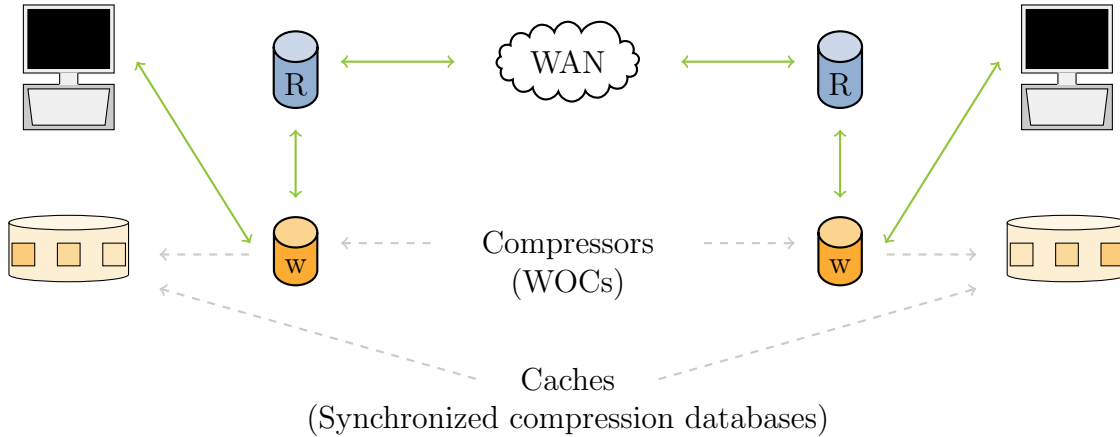 R
WAN
R
w
Compressors
(WOCs)
w
Caches
(Synchronized compression databases)